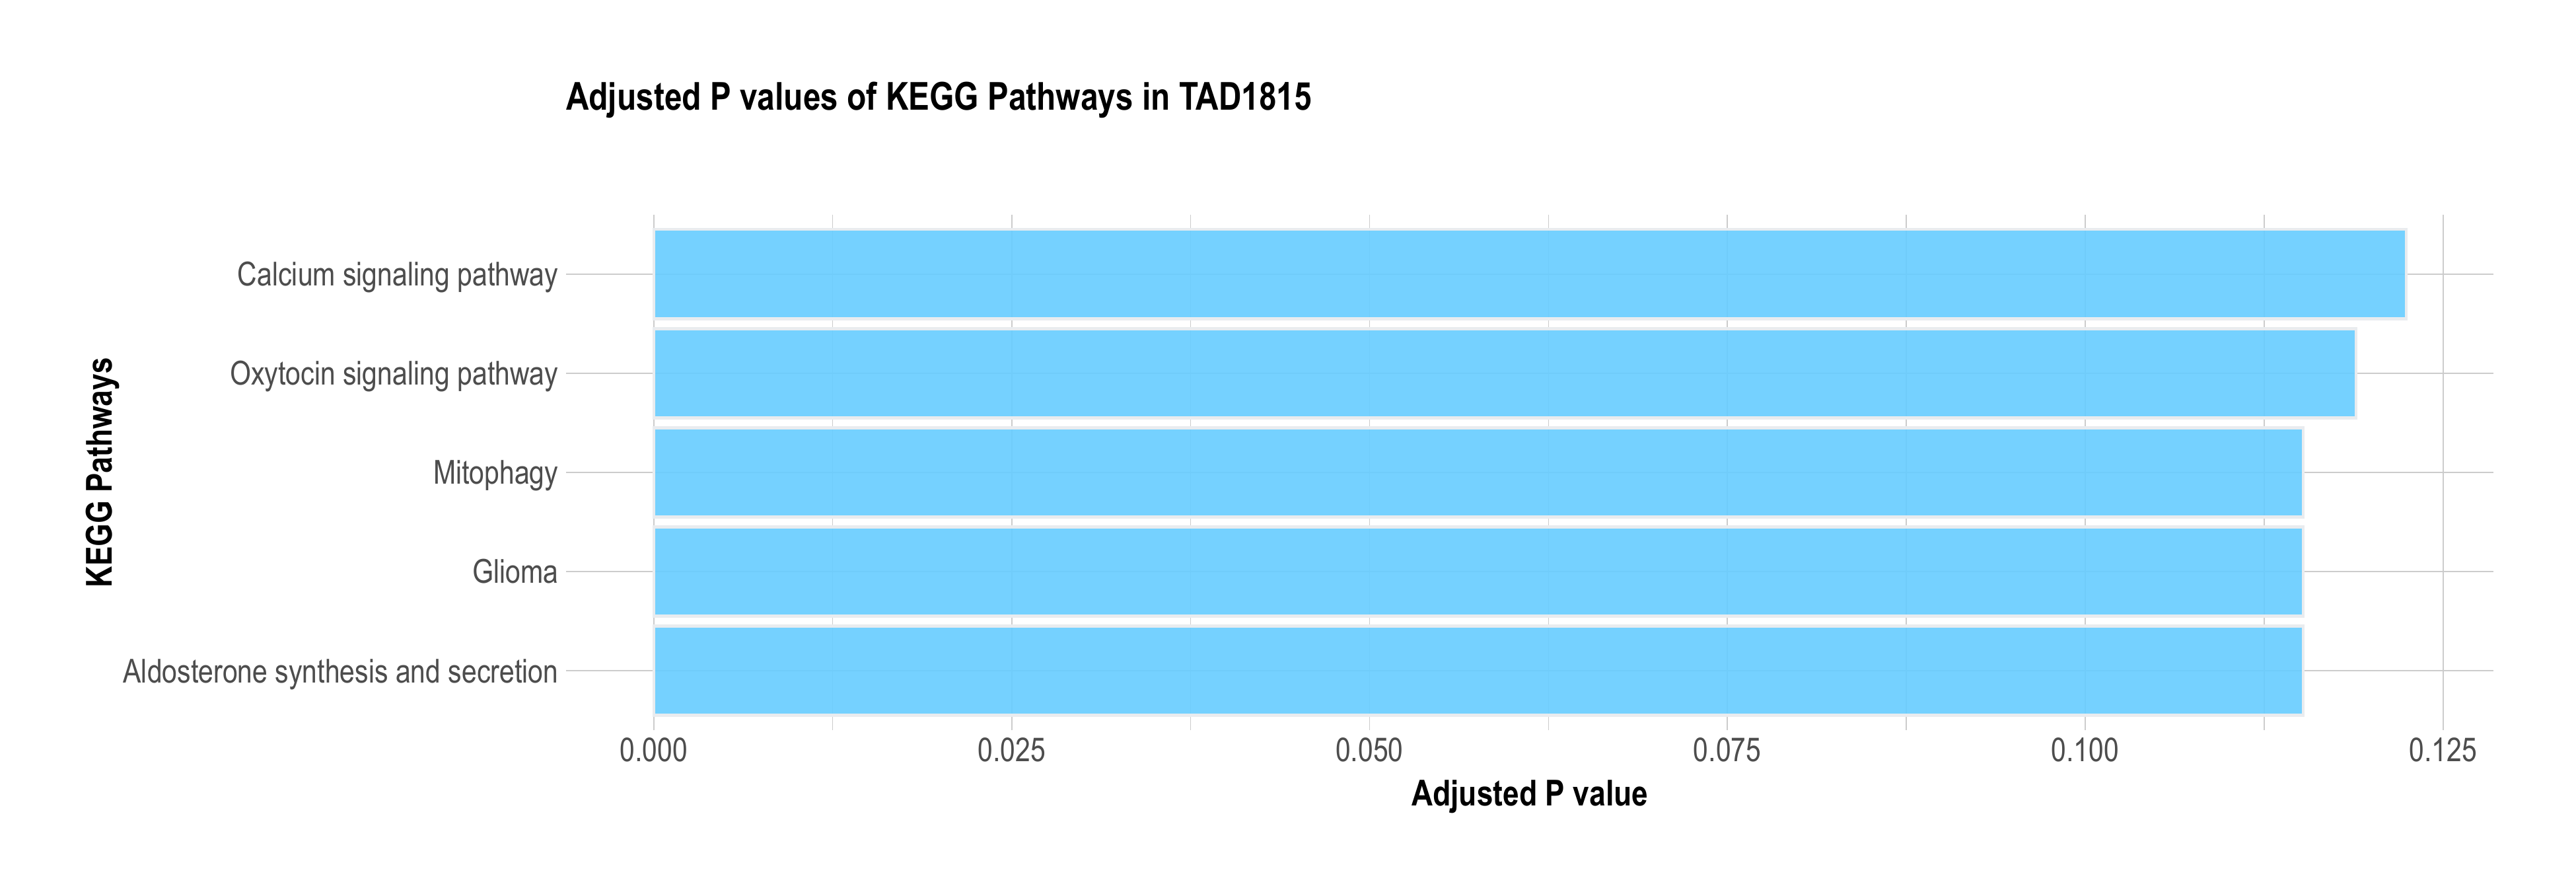 Adjusted P values of KEGG Pathways in TAD1815
KEGG Pathways
Calcium signaling pathway
Oxytocin signaling pathway
Mitophagy
Glioma
Aldosterone synthesis and secretion
0.000 0.025 0.050 0.075 0.100 0.125
Adjusted P value